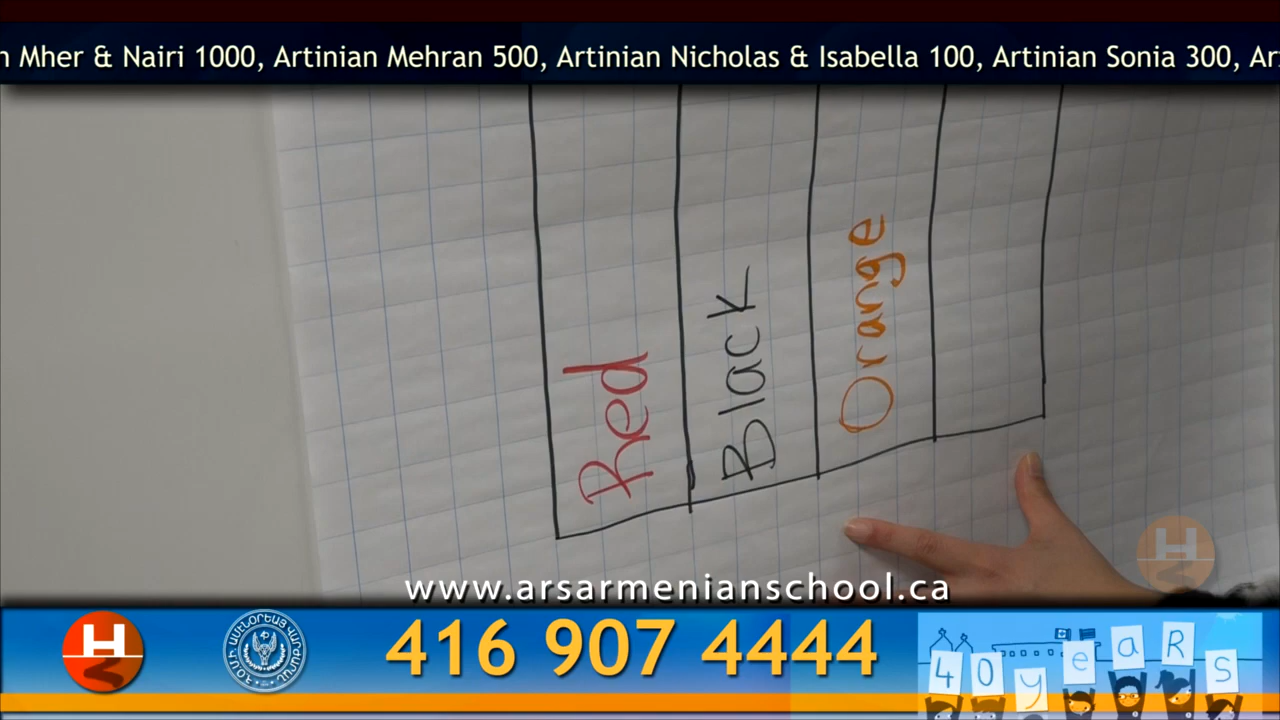 n Mher & Nairi 1000, Artinian Mehran 500, Artinian Nicholas & Isabella 100, Artinian Sonia 300, Ar
Red
Black
Orange
www.arsarmenianschool.ca
416 907 4444
40 yeaRS
H
H